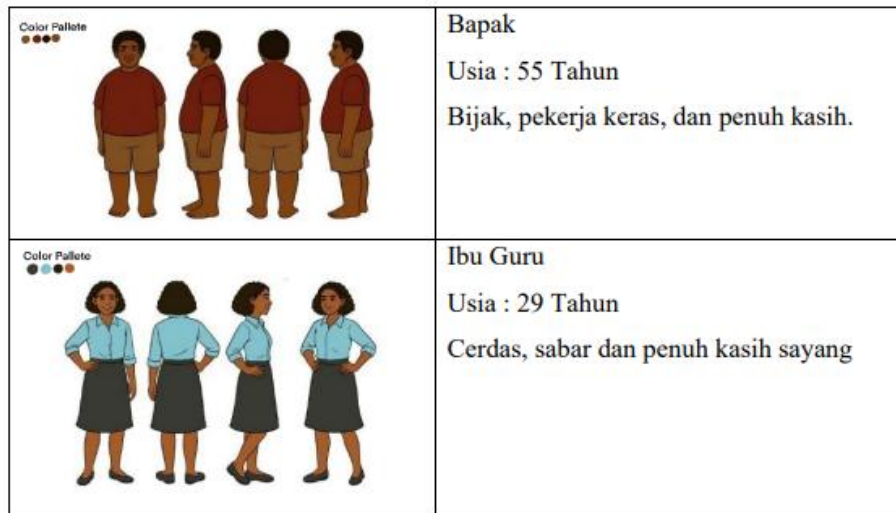 Color Pallete
Bapak
Usia : 55 Tahun
Bijak, pekerja keras, dan penuh kasih.
Color Pallete
Ibu Guru
Usia : 29 Tahun
Cerdas, sabar dan penuh kasih sayang